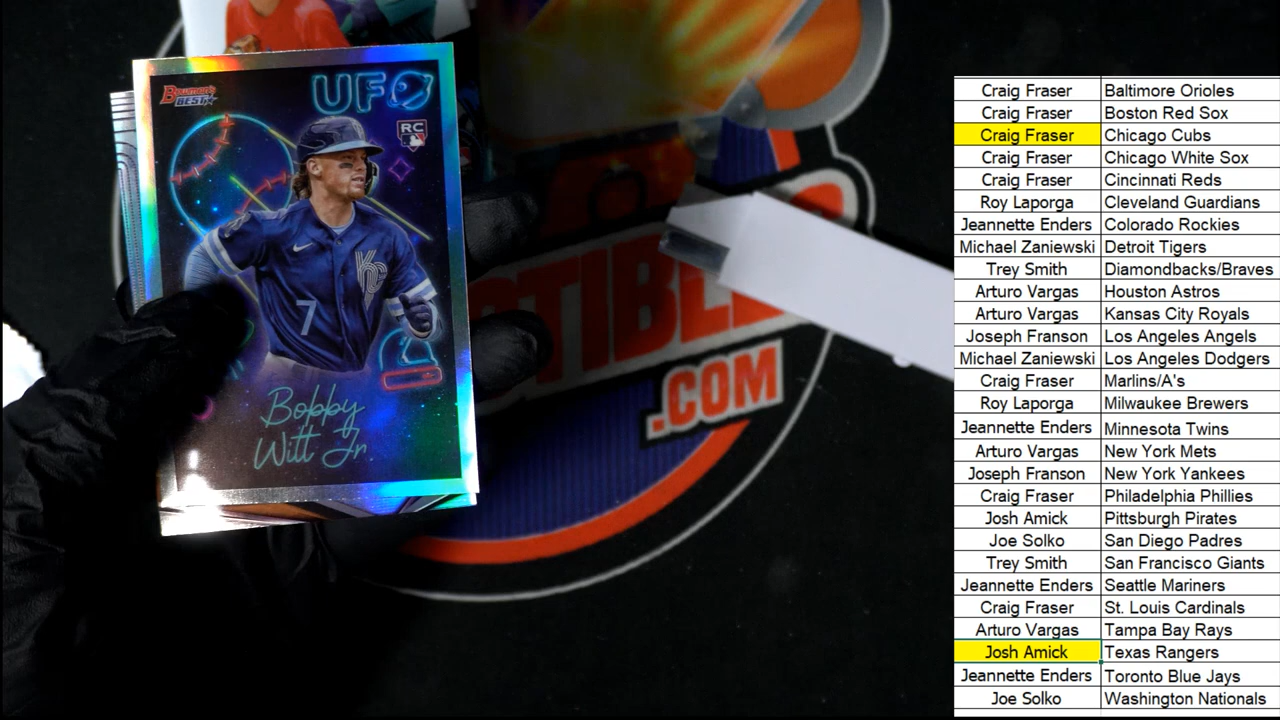 Bowman's
BEST
UFO
RC
KC
7
Bobby
Witt Jr.
TIBL
.COM
Craig Fraser Baltimore Orioles
Craig Fraser Boston Red Sox
Craig Fraser Chicago Cubs
Craig Fraser Chicago White Sox
Craig Fraser Cincinnati Reds
Roy Laporga Cleveland Guardians
Jeannette Enders Colorado Rockies
Michael Zaniewski Detroit Tigers
Trey Smith Diamondbacks/Braves
Arturo Vargas Houston Astros
Arturo Vargas Kansas City Royals
Joseph Franson Los Angeles Angels
Michael Zaniewski Los Angeles Dodgers
Craig Fraser Marlins/A's
Roy Laporga Milwaukee Brewers
Jeannette Enders Minnesota Twins
Arturo Vargas New York Mets
Joseph Franson New York Yankees
Craig Fraser Philadelphia Phillies
Josh Amick Pittsburgh Pirates
Joe Solko San Diego Padres
Trey Smith San Francisco Giants
Jeannette Enders Seattle Mariners
Craig Fraser St. Louis Cardinals
Arturo Vargas Tampa Bay Rays
Josh Amick Texas Rangers
Jeannette Enders Toronto Blue Jays
Joe Solko Washington Nationals